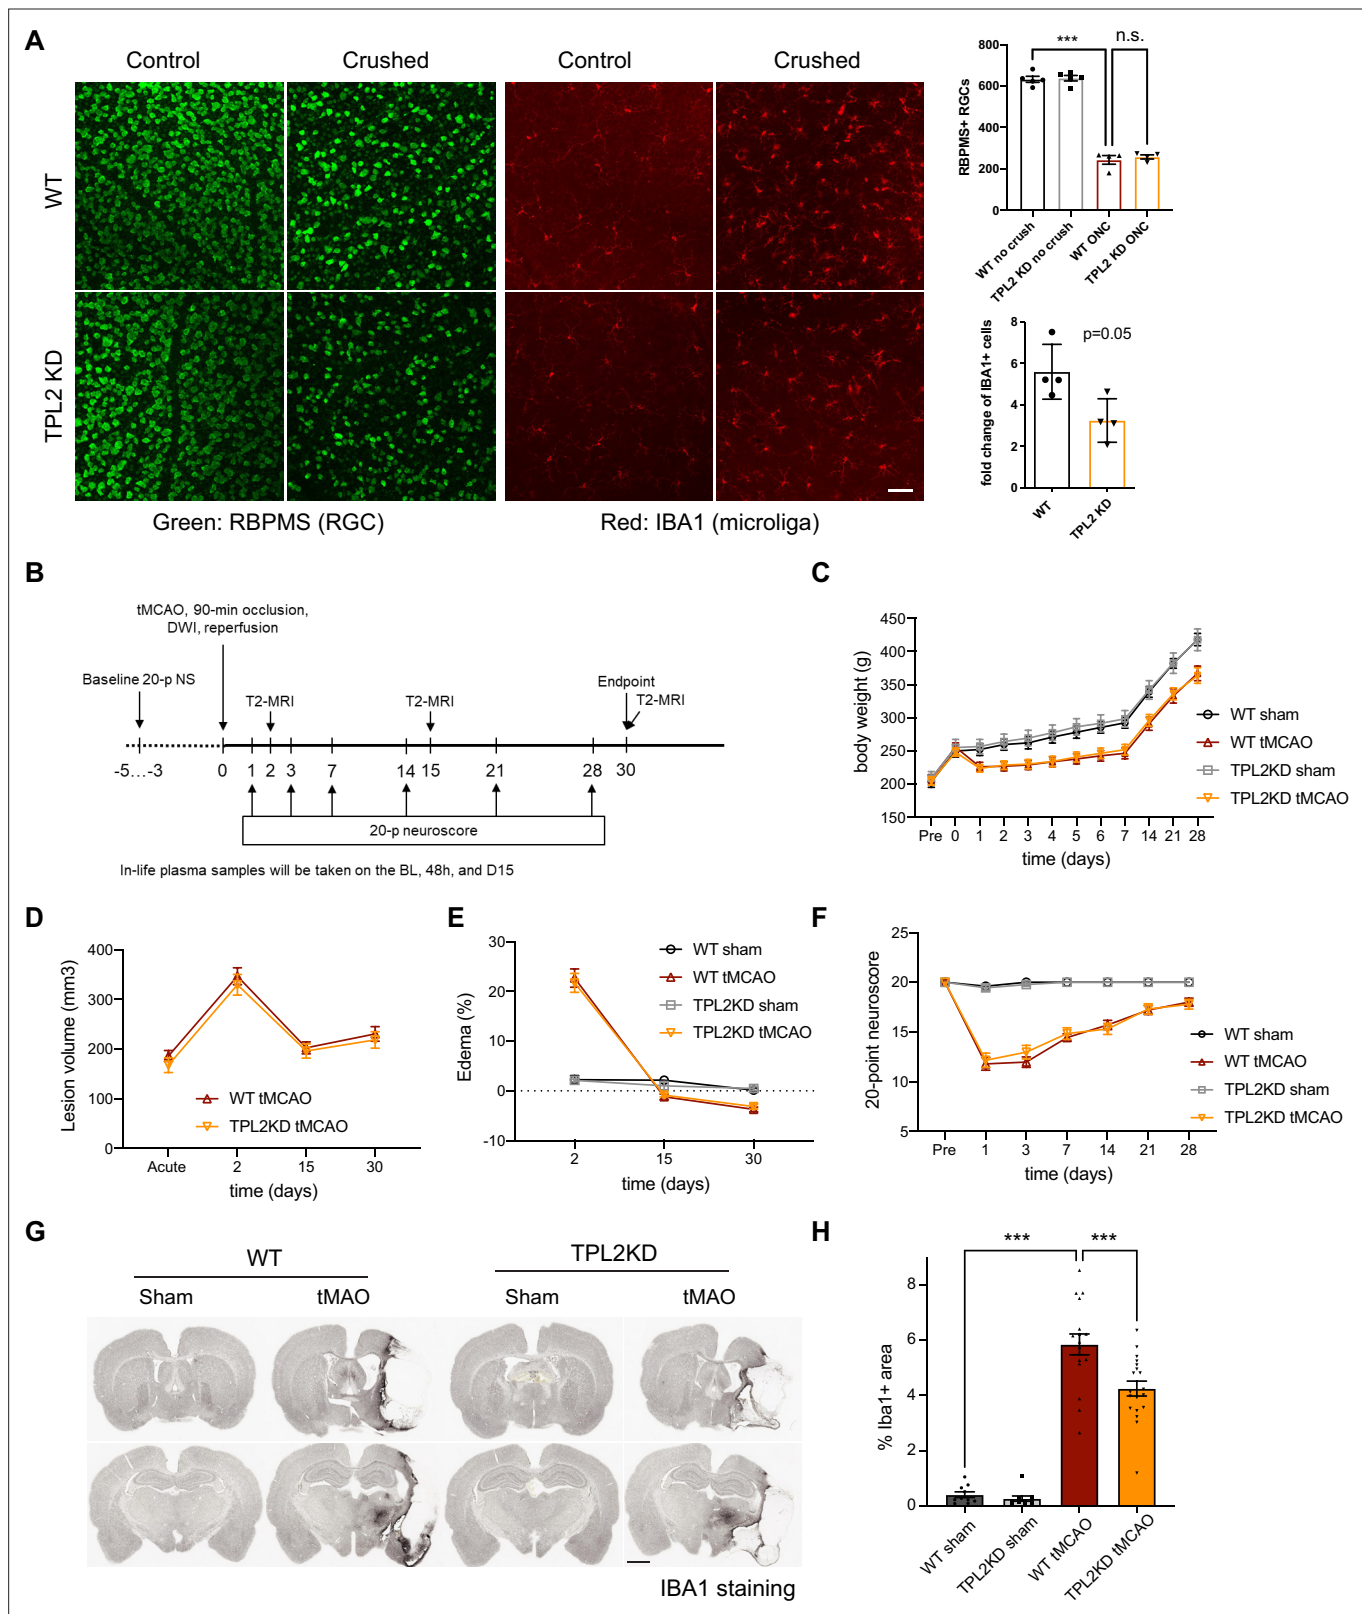 A
Control
Crushed
Control
Crushed
WT
TPL2 KD
Green: RBPMS (RGC)
Red: IBA1 (microliga)
***
n.s.
RBPMS+ RGCs
800
600
400
200
0
WT no crush
TPL2 KD no crush
WT ONC
TPL2 KD ONC
p=0.05
fold change of IBA1+ cells
8
6
4
2
0
WT
TPL2 KD
B
tMCAO, 90-min occlusion,
DWI, reperfusion
Baseline 20-p NS
T2-MRI
T2-MRI
Endpoint
T2-MRI
-5...-3
0
1
2
3
7
14
15
21
28
30
20-p neuroscore
In-life plasma samples will be taken on the BL, 48h, and D15
C
body weight (g)
450
400
350
300
250
200
150
Pre
0
1
2
3
4
5
6
7
14
21
28
time (days)
WT sham
WT tMCAO
TPL2KD sham
TPL2KD tMCAO
D
Lesion volume (mm3)
400
300
200
100
0
WT tMCAO
TPL2KD tMCAO
Acute
2
15
30
time (days)
E
Edema (%)
30
20
10
0
-10
WT sham
WT tMCAO
TPL2KD sham
TPL2KD tMCAO
2
15
30
time (days)
F
20-point neuroscore
25
20
15
10
5
WT sham
WT tMCAO
TPL2KD sham
TPL2KD tMCAO
Pre
1
3
7
14
21
28
time (days)
G
WT
TPL2KD
Sham
tMAO
Sham
tMAO
IBA1 staining
H
***
***
% Iba1+ area
8
6
4
2
0
WT sham
TPL2KD sham
WT tMCAO
TPL2KD tMCAO